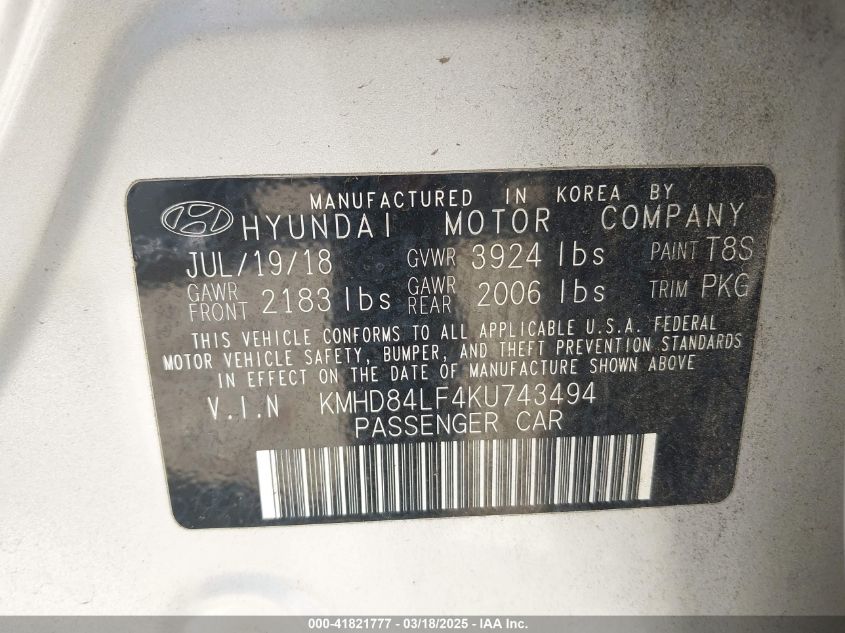 MANUFACTURED IN KOREA BY
HYUNDAI MOTOR COMPANY
JUL/19/18 GVWR 3924 lbs PAINT T8S
GAWR FRONT 2183 lbs GAWR REAR 2006 lbs TRIM PKG
THIS VEHICLE CONFORMS TO ALL APPLICABLE U.S.A. FEDERAL
MOTOR VEHICLE SAFETY, BUMPER, AND THEFT PREVENTION STANDARDS
IN EFFECT ON THE DATE OF MANUFACTURE SHOWN ABOVE
V.I.N KMHD84LF4KU743494
PASSENGER CAR
000-41821777 - 03/18/2025 - IAA Inc.